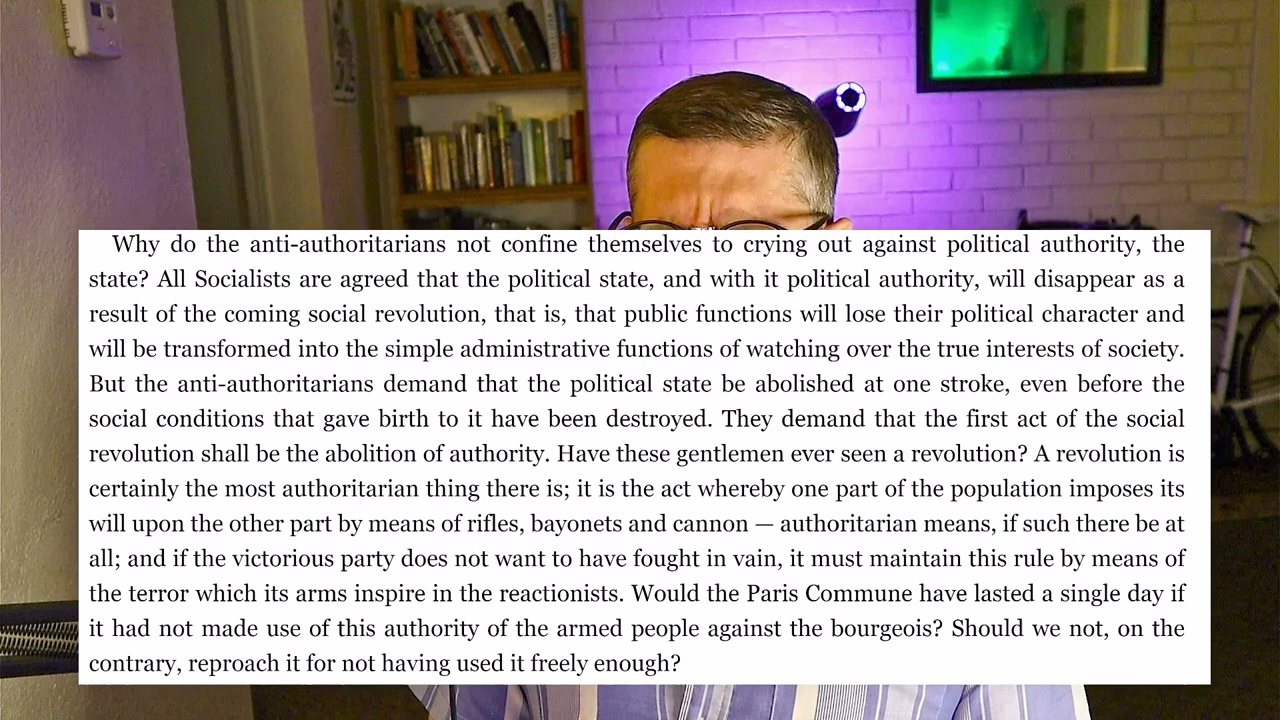 Why do the anti-authoritarians not confine themselves to crying out against political authority, the
state? All Socialists are agreed that the political state, and with it political authority, will disappear as a
result of the coming social revolution, that is, that public functions will lose their political character and
will be transformed into the simple administrative functions of watching over the true interests of society.
But the anti-authoritarians demand that the political state be abolished at one stroke, even before the
social conditions that gave birth to it have been destroyed. They demand that the first act of the social
revolution shall be the abolition of authority. Have these gentlemen ever seen a revolution? A revolution is
certainly the most authoritarian thing there is; it is the act whereby one part of the population imposes its
will upon the other part by means of rifles, bayonets and cannon — authoritarian means, if such there be at
all; and if the victorious party does not want to have fought in vain, it must maintain this rule by means of
the terror which its arms inspire in the reactionists. Would the Paris Commune have lasted a single day if
it had not made use of this authority of the armed people against the bourgeois? Should we not, on the
contrary, reproach it for not having used it freely enough?